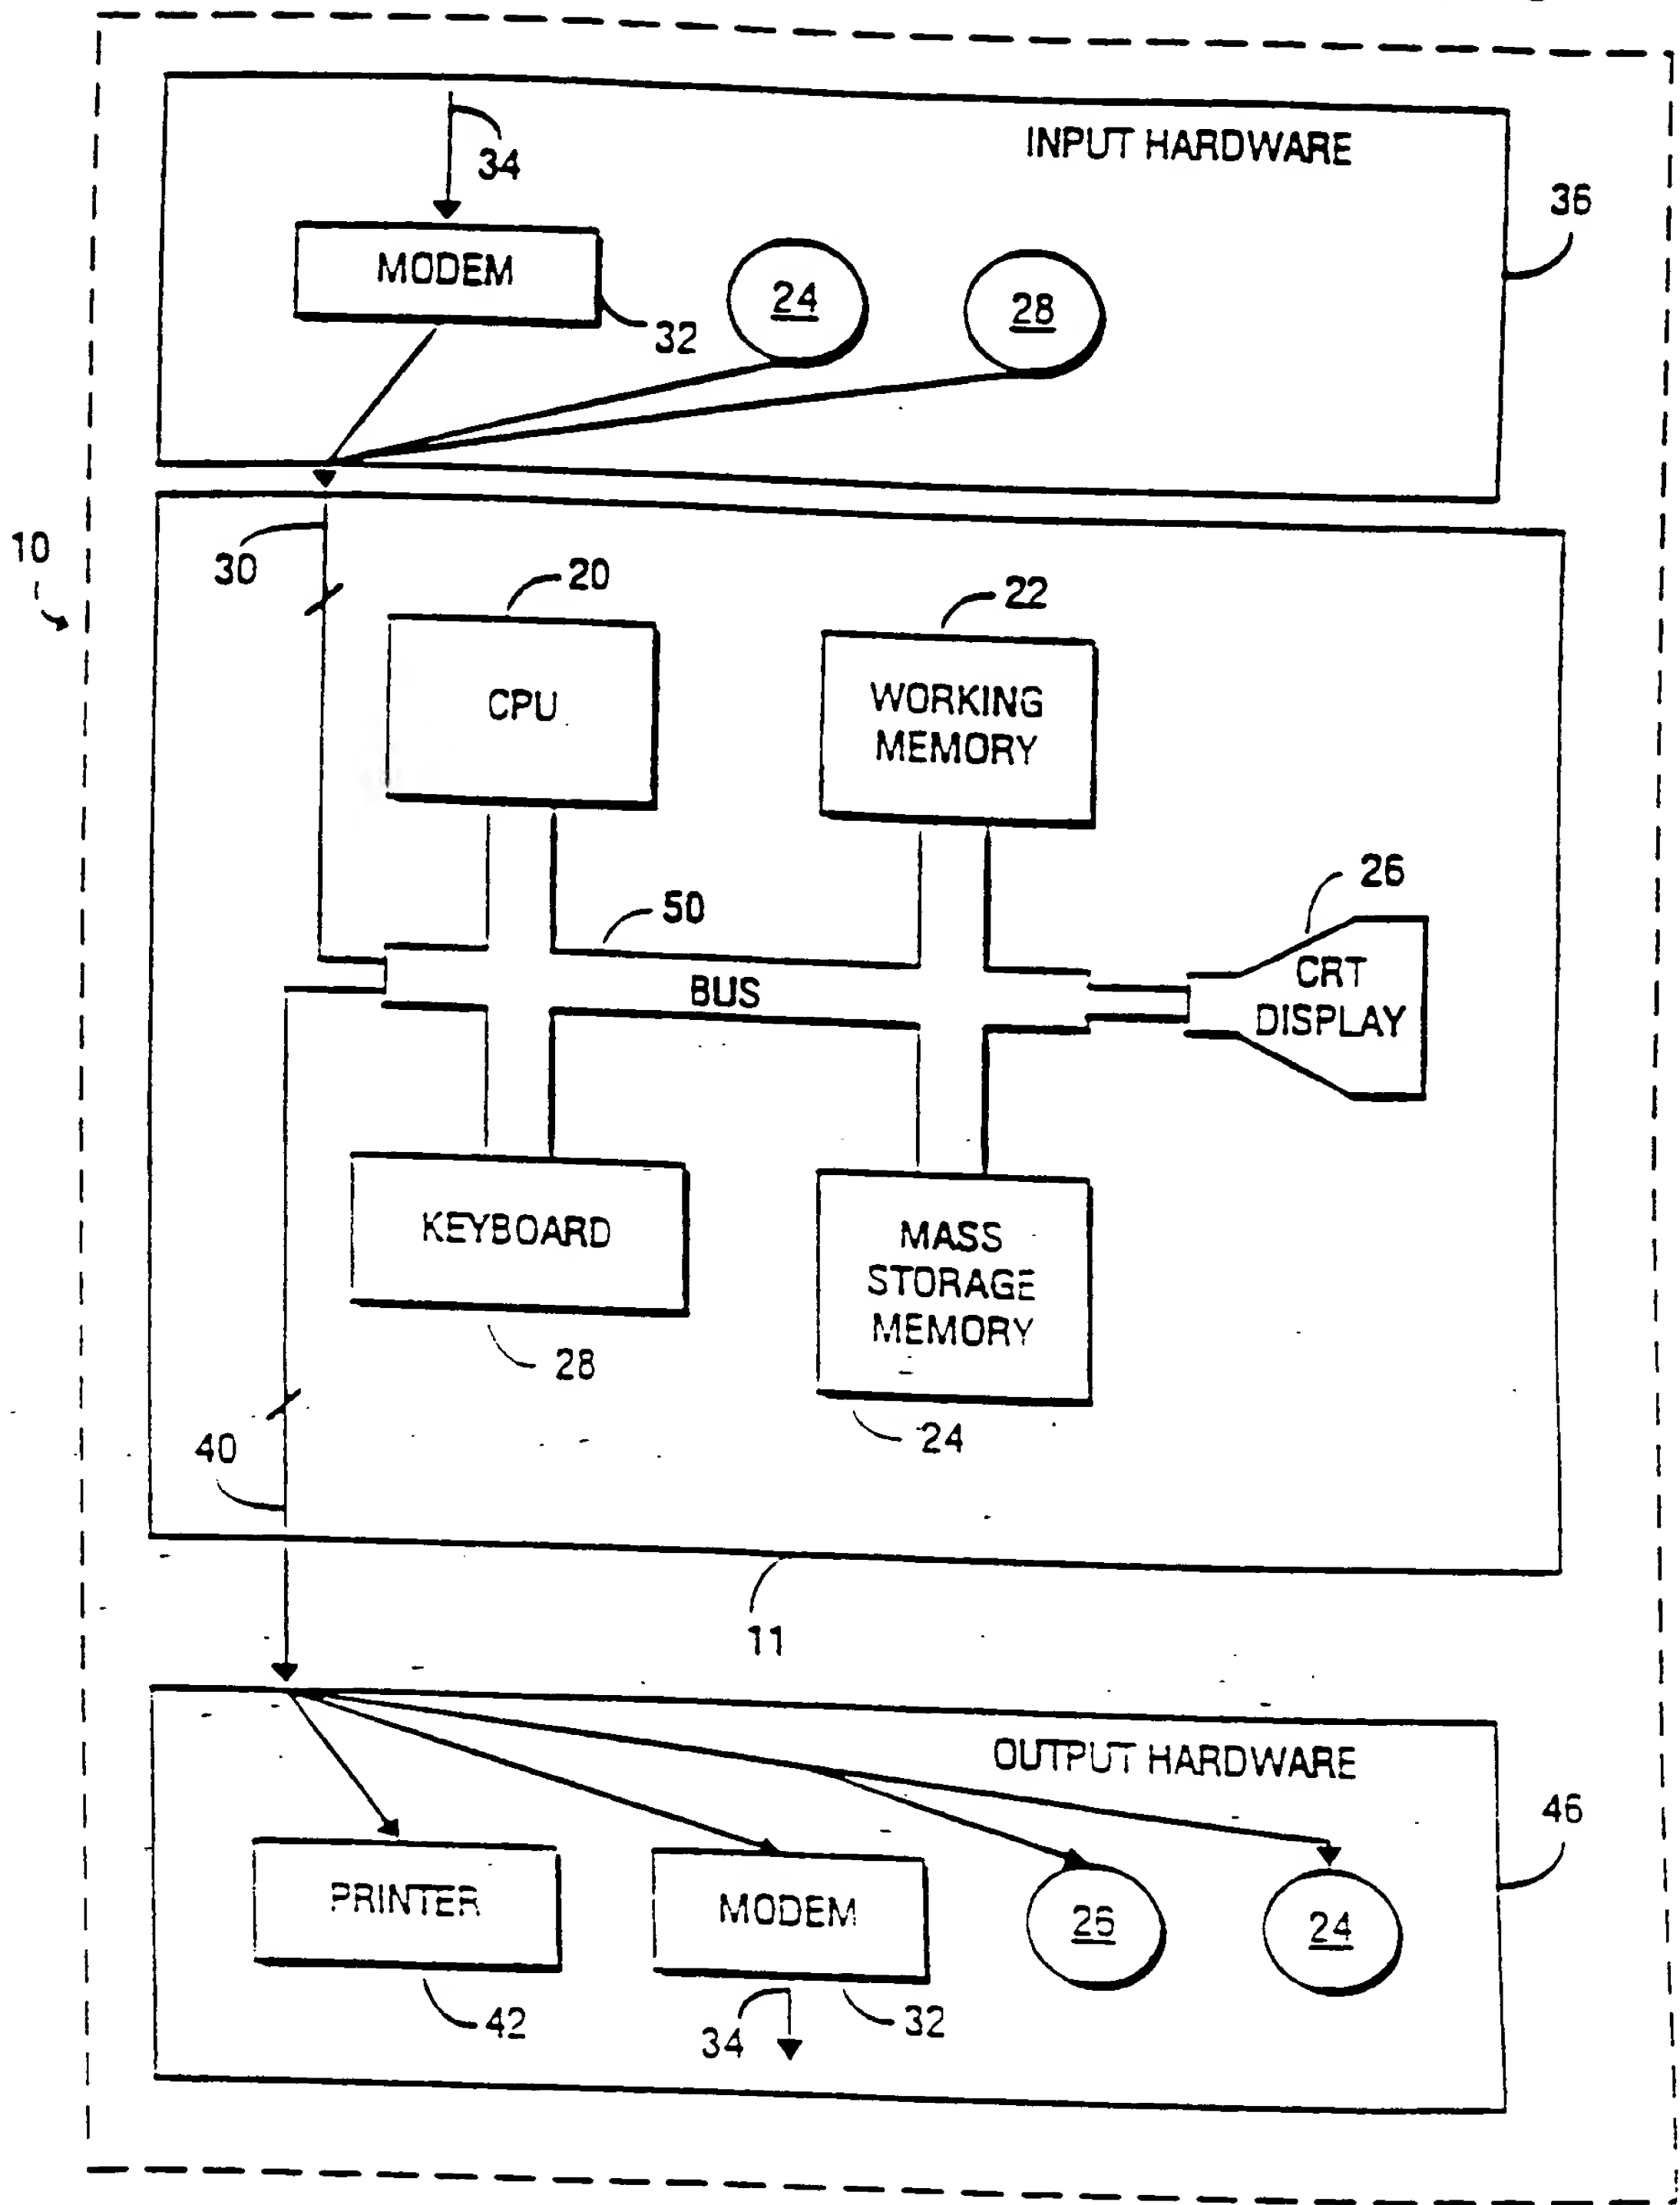 INPUT HARDWARE
34
36
MODEM
32
24
28
10
30
20
22
CPU
WORKING
MEMORY
26
50
BUS
CRT
DISPLAY
KEYBOARD
MASS
STORAGE
MEMORY
28
24
40
11
OUTPUT HARDWARE
46
PRINTER
MODEM
26
24
42
34
32